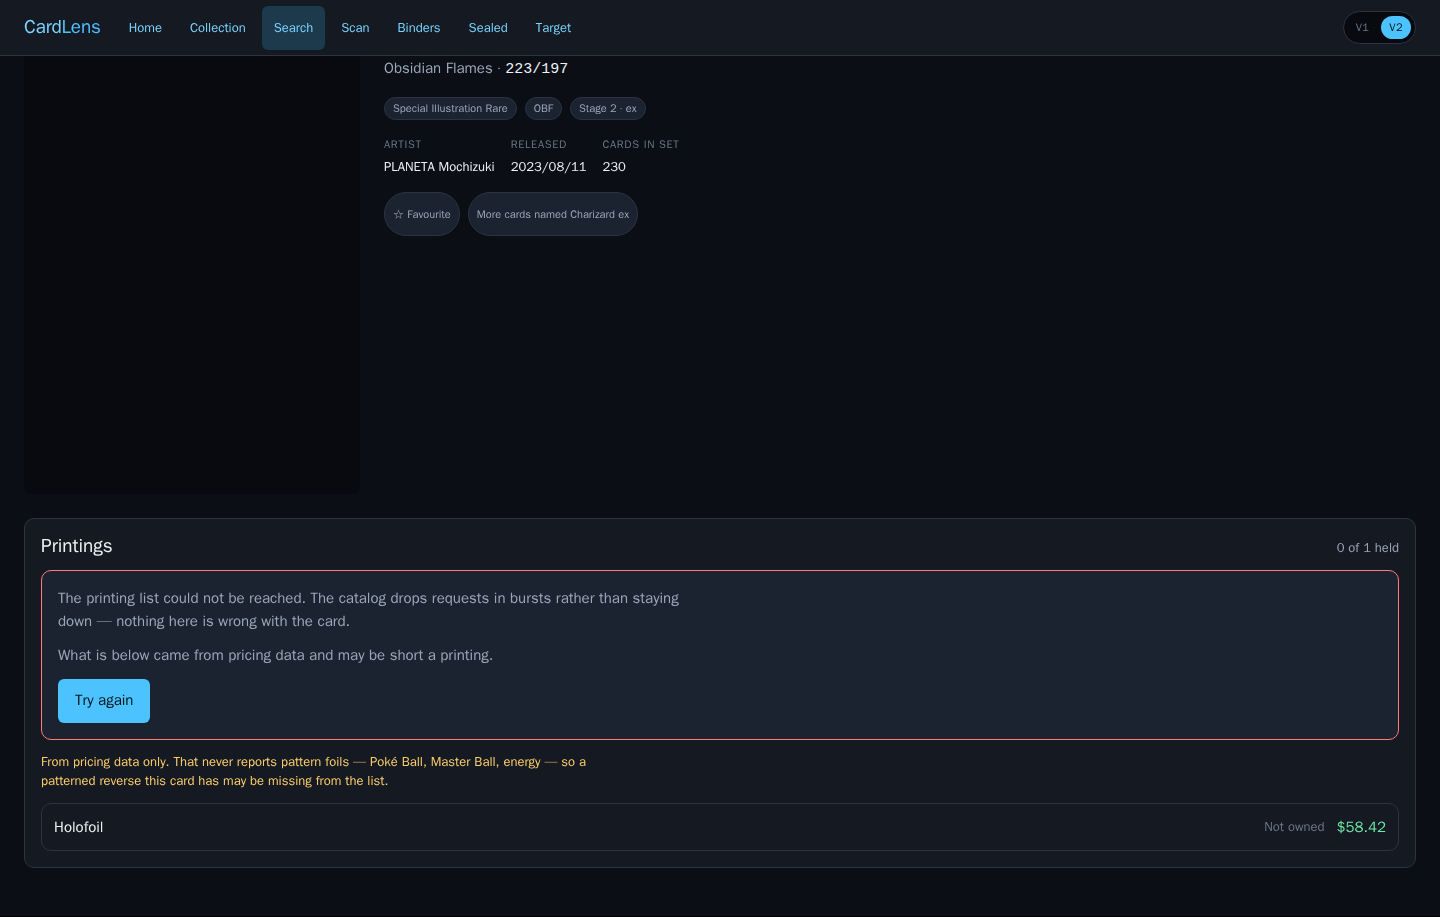 CardLens Home Collection Search Scan Binders Sealed Target V1 V2
Obsidian Flames · 223/197
Special Illustration Rare OBF Stage 2 · ex
ARTIST RELEASED CARDS IN SET
PLANETA Mochizuki 2023/08/11 230
☆ Favourite More cards named Charizard ex
Printings 0 of 1 held
The printing list could not be reached. The catalog drops requests in bursts rather than staying
down — nothing here is wrong with the card.
What is below came from pricing data and may be short a printing.
Try again
From pricing data only. That never reports pattern foils — Poké Ball, Master Ball, energy — so a
patterned reverse this card has may be missing from the list.
Holofoil Not owned $58.42